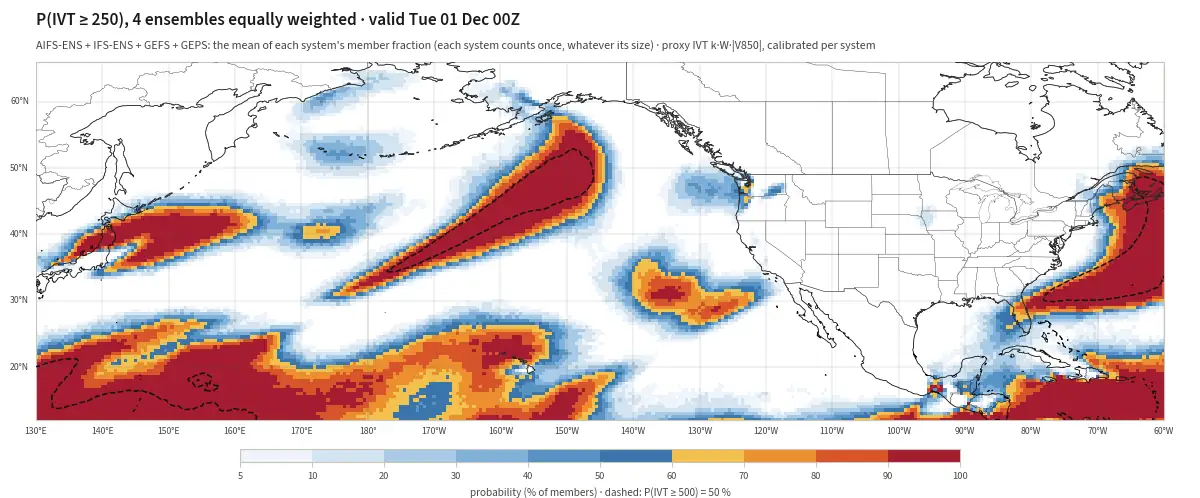 P(IVT ≥ 250), 4 ensembles equally weighted · valid Tue 01 Dec 00Z
AIFS-ENS + IFS-ENS + GEFS + GEPS: the mean of each system's member fraction (each system counts once, whatever its size) · proxy IVT k·W·|V850|, calibrated per system
60°N
50°N
40°N
30°N
20°N
130°E 140°E 150°E 160°E 170°E 180° 170°W 160°W 150°W 140°W 130°W 120°W 110°W 100°W 90°W 80°W 70°W 60°W
5 10 20 30 40 50 60 70 80 90 100
probability (% of members) · dashed: P(IVT ≥ 500) = 50 %